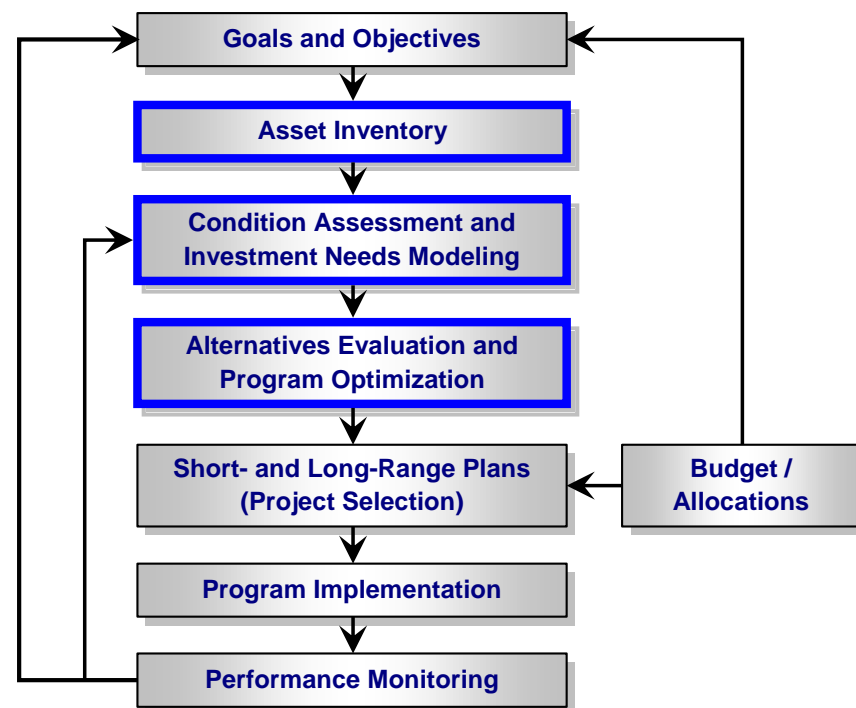 Goals and Objectives
Asset Inventory
Condition Assessment and
Investment Needs Modeling
Alternatives Evaluation and
Program Optimization
Short- and Long-Range Plans
(Project Selection)
Budget /
Allocations
Program Implementation
Performance Monitoring